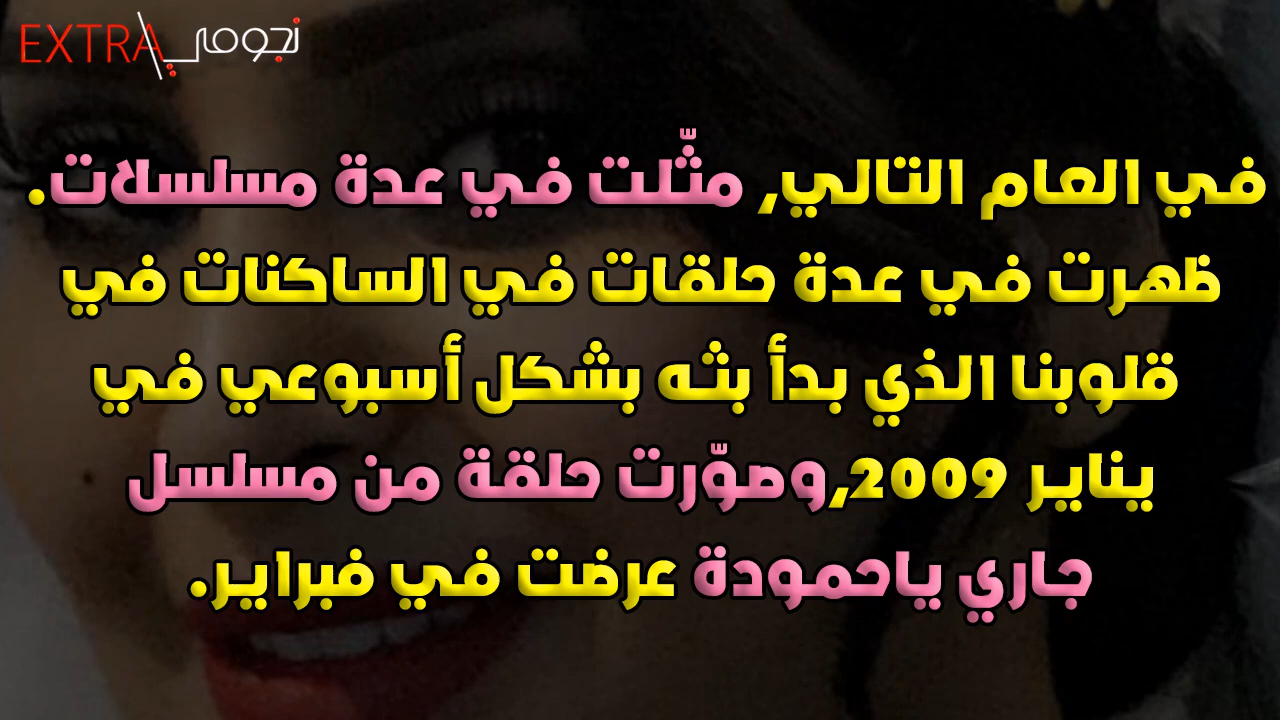 EXTRA نجومي
في العام التالي, مثّلت في عدة مسلسلات.
ظهرت في عدة حلقات في الساكنات في
قلوبنا الذي بدأ بثه بشكل أسبوعي في
يناير 2009,وصوّرت حلقة من مسلسل
جاري ياحمودة عرضت في فبراير.